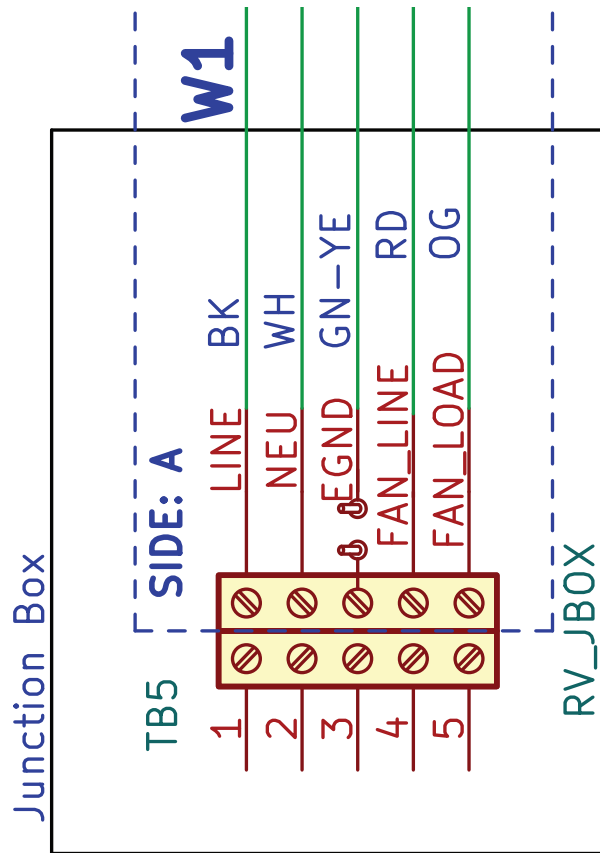 W1
BK
WH
GN-YE
RD
OG
LINE
NEU
EGND
FAN_LINE
FAN_LOAD
SIDE: A
Junction Box
TB5
1
2
3
4
5
RV_JBOX